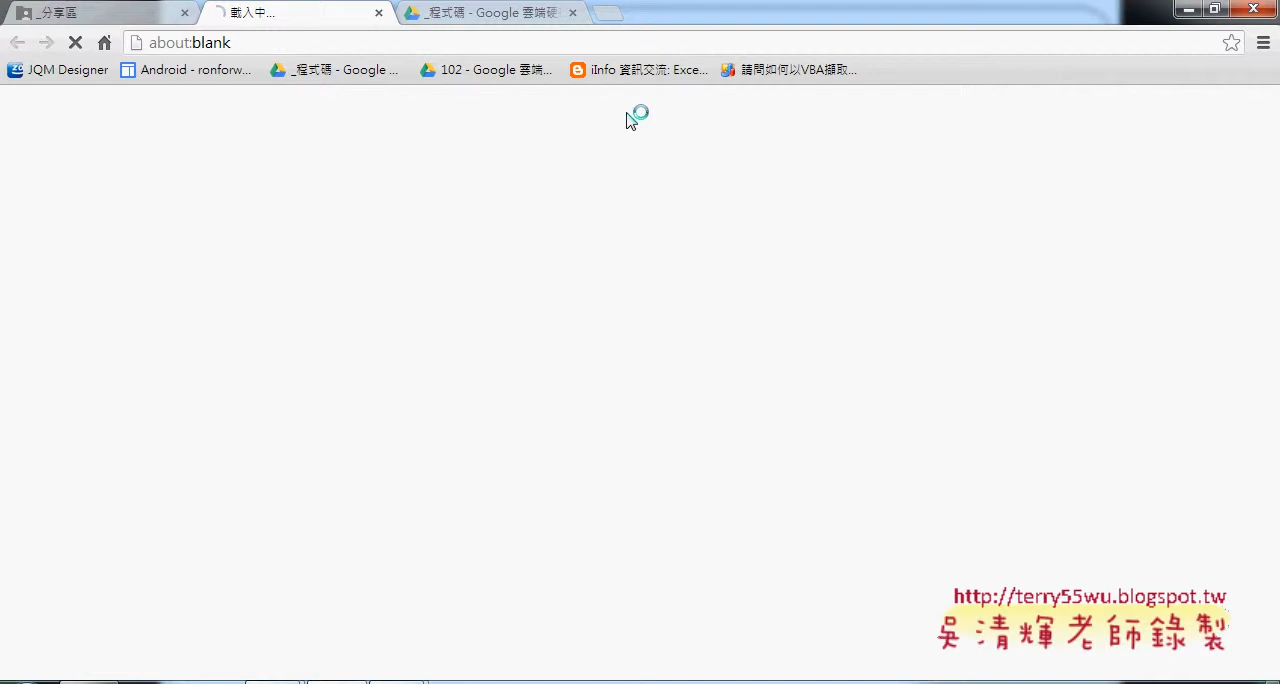 _分享區
載入中...
_程式碼 - Google 雲端硬
about:blank
JQM Designer
Android - ronforw...
_程式碼 - Google ...
102 - Google 雲端...
iInfo 資訊交流: Exce...
請問如何以VBA擷取...
http://terry55wu.blogspot.tw
吳清輝老師錄製